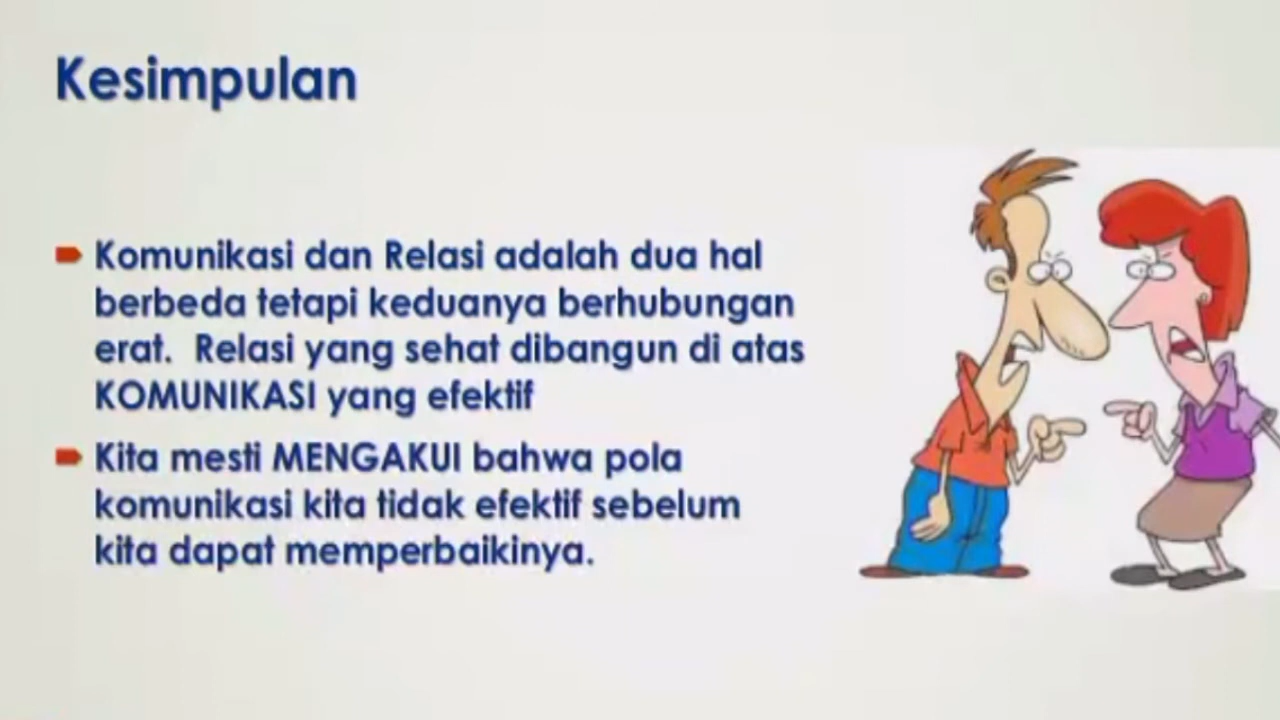 Kesimpulan
Komunikasi dan Relasi adalah dua hal
berbeda tetapi keduanya berhubungan
erat.  Relasi yang sehat dibangun di atas
KOMUNIKASI yang efektif
Kita mesti MENGAKUI bahwa pola
komunikasi kita tidak efektif sebelum
kita dapat memperbaikinya.